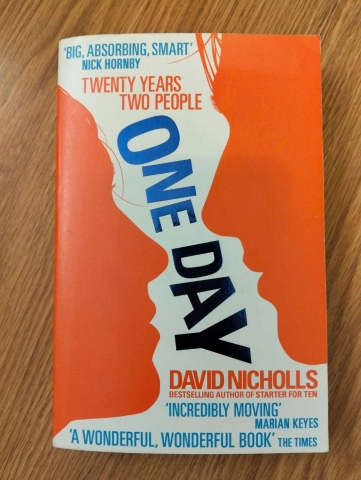 'BIG, ABSORBING, SMART'
NICK HORNBY
TWENTY YEARS
TWO PEOPLE
ONE DAY
DAVID NICHOLLS
BESTSELLING AUTHOR OF STARTER FOR TEN
'INCREDIBLY MOVING'
MARIAN KEYES
'A WONDERFUL, WONDERFUL BOOK' THE TIMES